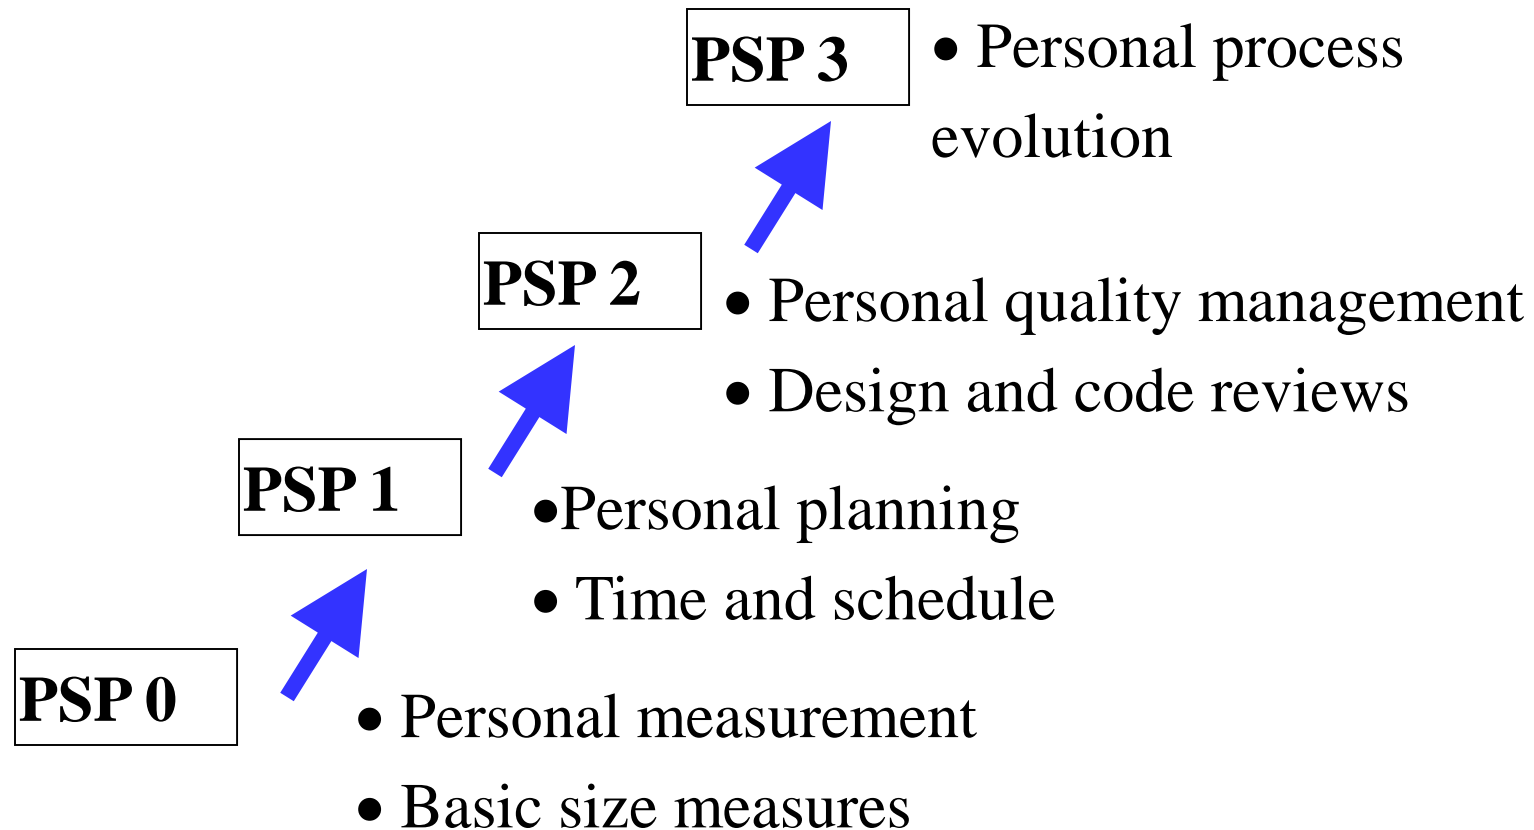 PSP 3
• Personal process
evolution
PSP 2
• Personal quality management
• Design and code reviews
PSP 1
•Personal planning
• Time and schedule
PSP 0
• Personal measurement
• Basic size measures